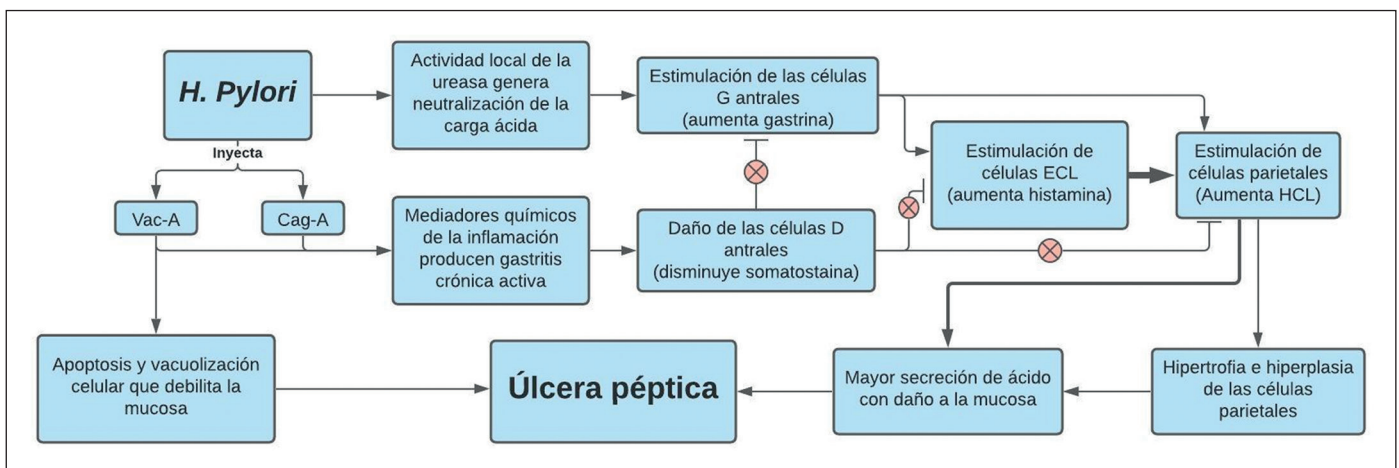 H. Pylori
Actividad local de la
ureasa genera
neutralización de la
carga ácida
Estimulación de las células
G antrales
(aumenta gastrina)
Estimulación de
células ECL
(aumenta histamina)
Estimulación de
células parietales
(Aumenta HCL)
Inyecta
Vac-A
Cag-A
Mediadores químicos
de la inflamación
producen gastritis
crónica activa
Daño de las células D
antrales
(disminuye somatostaina)
Apoptosis y vacuolización
celular que debilita la
mucosa
Úlcera péptica
Mayor secreción de ácido
con daño a la mucosa
Hipertrofia e hiperplasia
de las células
parietales